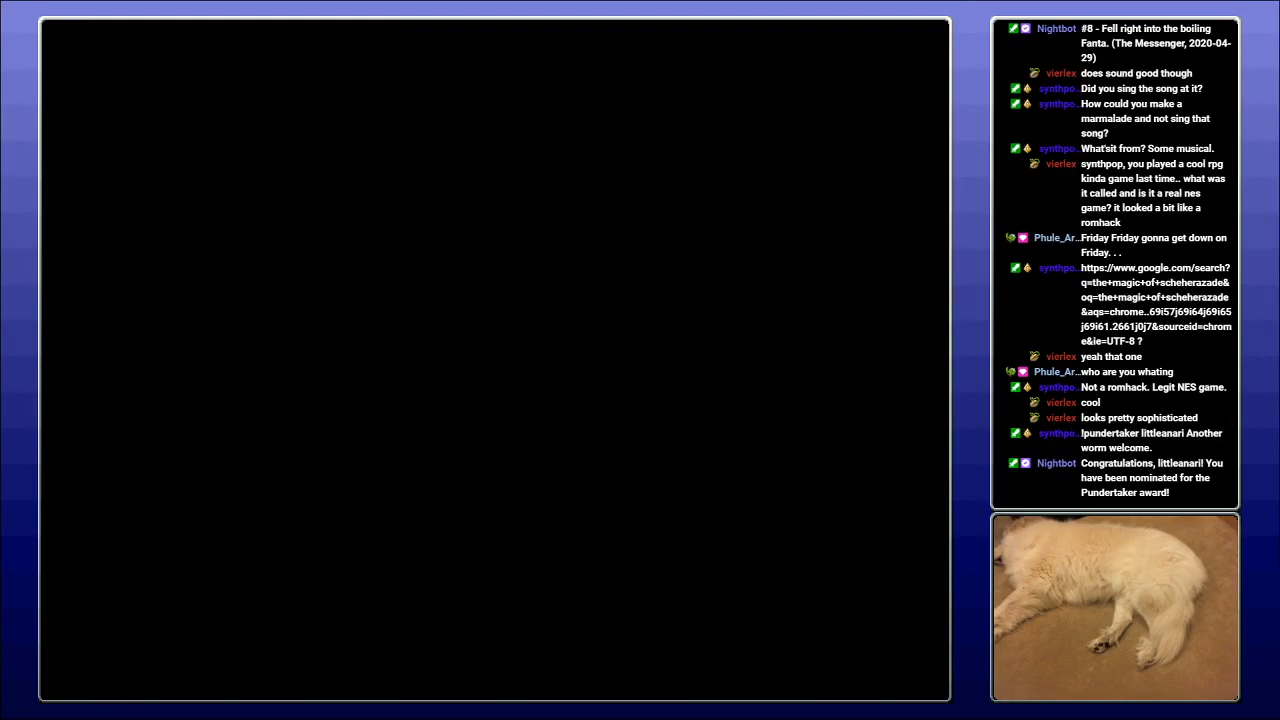 Nightbot #8 - Fell right into the boiling
Fanta. (The Messenger, 2020-04-
29)
vierlex does sound good though
synthpo... Did you sing the song at it?
synthpo... How could you make a
marmalade and not sing that
song?
synthpo... What'sit from? Some musical.
vierlex synthpop, you played a cool rpg
kinda game last time.. what was
it called and is it a real nes
game? it looked a bit like a
romhack
Phule_Ar... Friday Friday gonna get down on
Friday. . .
synthpo... https://www.google.com/search?
q=the+magic+of+scheherazade&
oq=the+magic+of+scheherazade
&aqs=chrome..69i57j69i64j69i65
j69i61.2661j0j7&sourceid=chrom
e&ie=UTF-8 ?
vierlex yeah that one
Phule_Ar... who are you whating
synthpo... Not a romhack. Legit NES game.
vierlex cool
vierlex looks pretty sophisticated
synthpo... !pundertaker littleanari Another
worm welcome.
Nightbot Congratulations, littleanari! You
have been nominated for the
Pundertaker award!